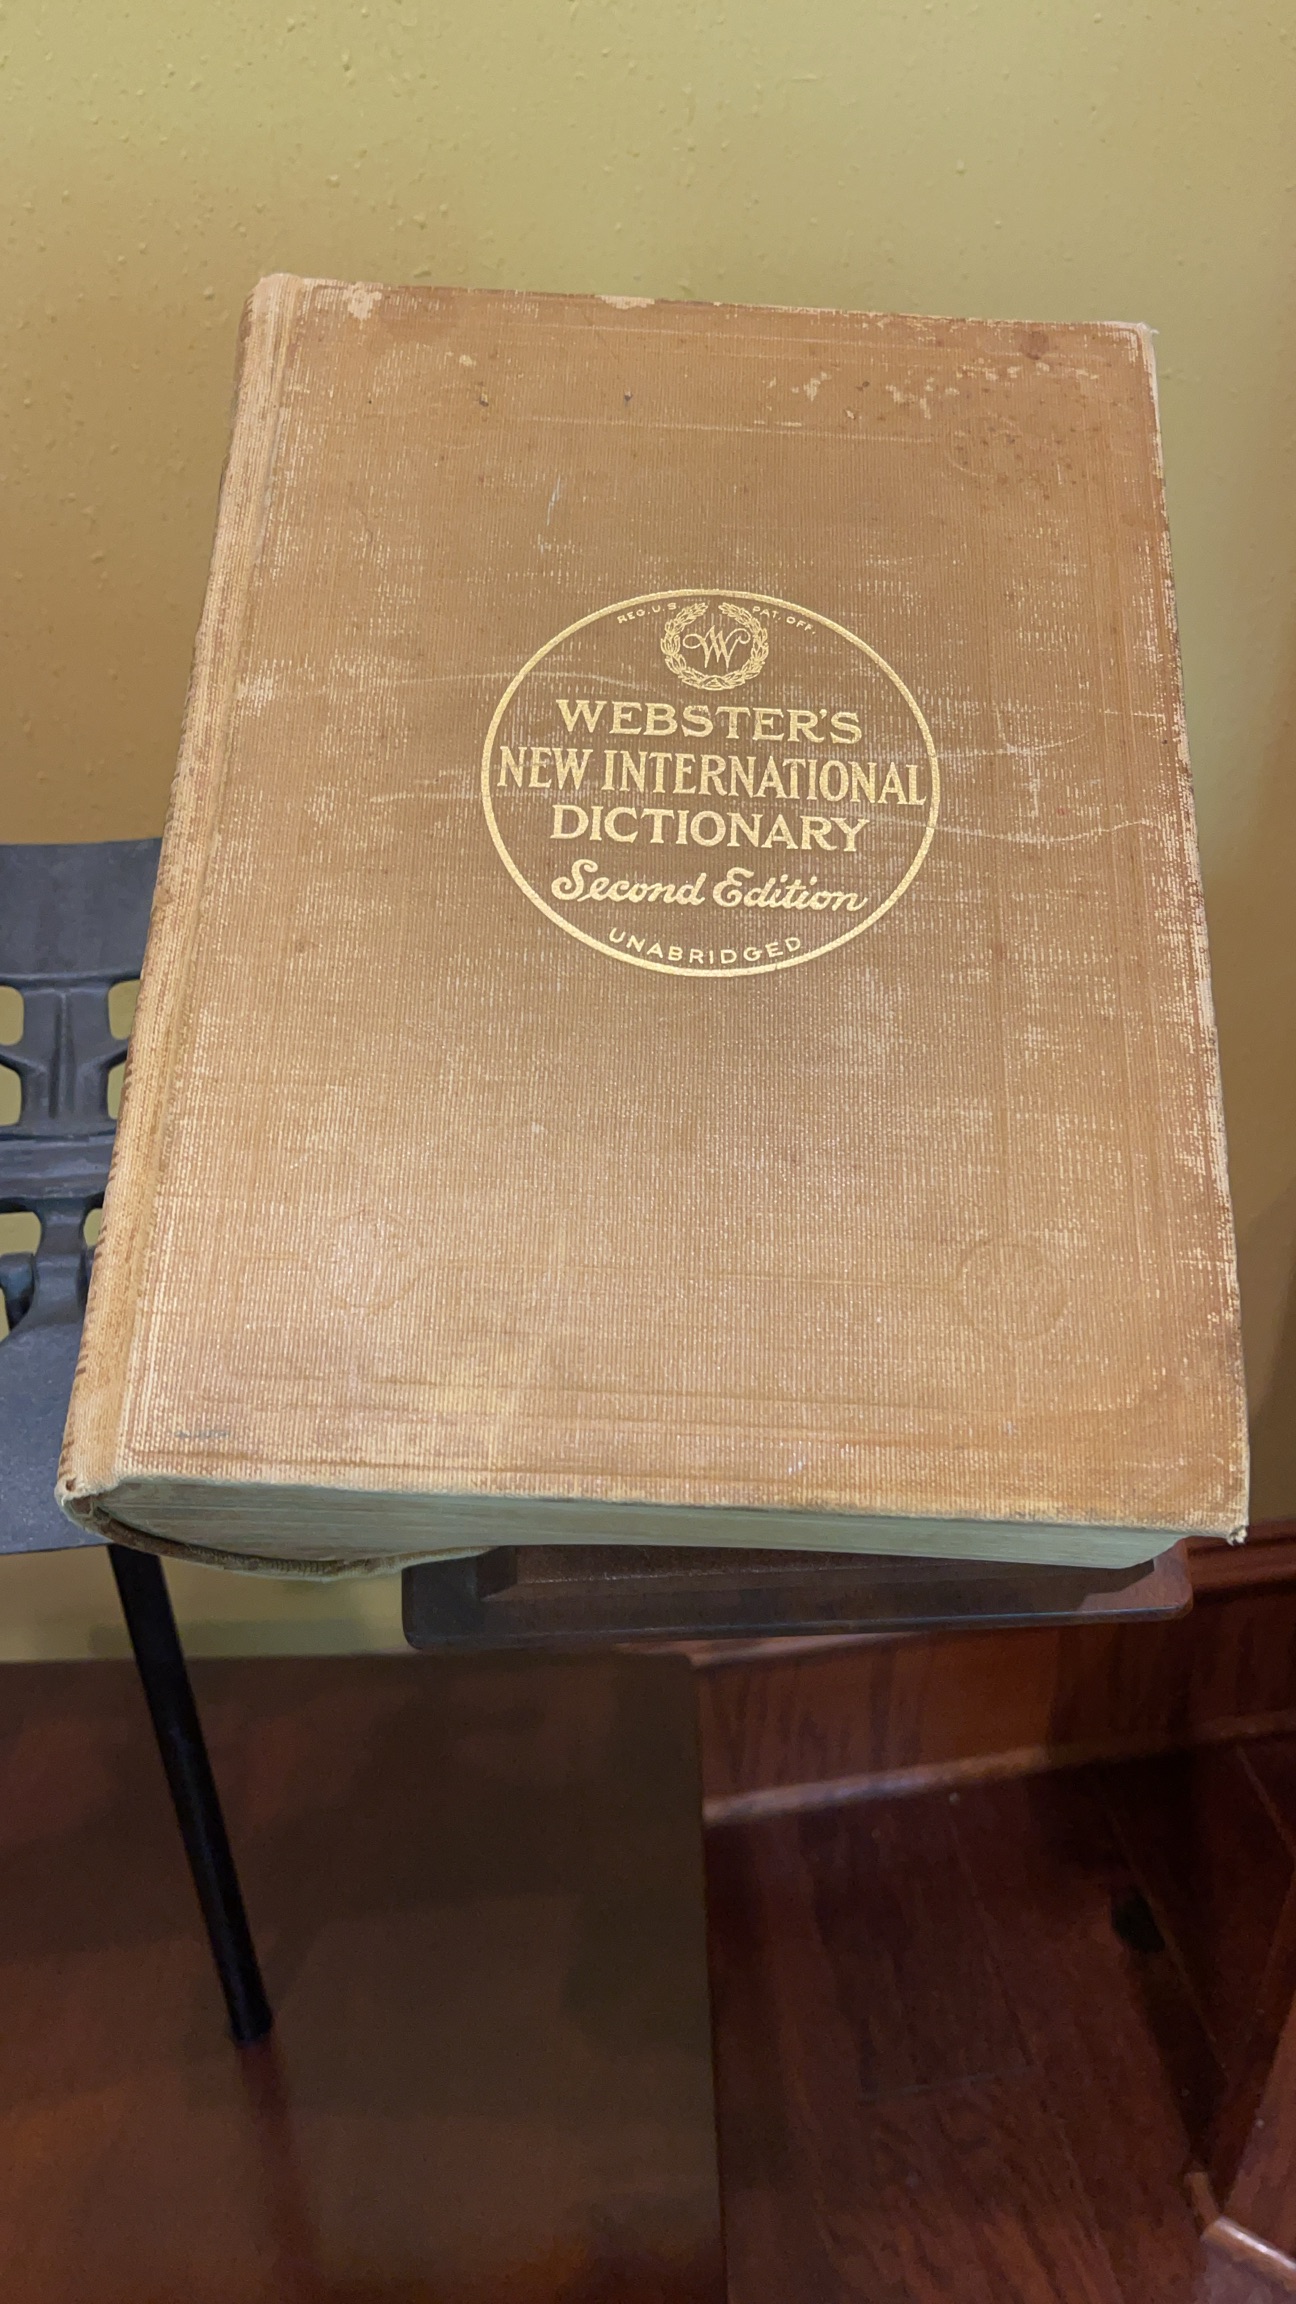 REG. U.S. PAT. OFF.
W
WEBSTER'S
NEW INTERNATIONAL
DICTIONARY
Second Edition
UNABRIDGED